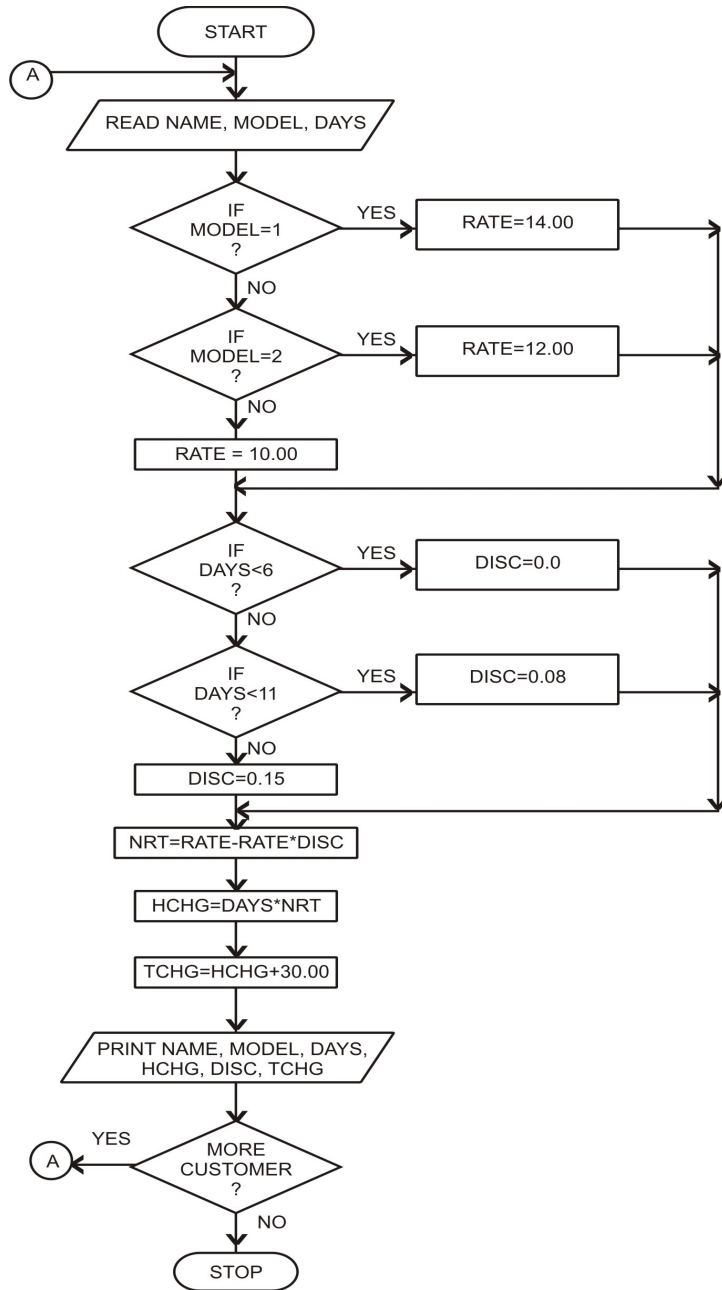 START
A
READ NAME, MODEL, DAYS
IF
MODEL=1
?
YES
RATE=14.00
NO
IF
MODEL=2
?
YES
RATE=12.00
NO
RATE = 10.00
IF
DAYS<6
?
YES
DISC=0.0
NO
IF
DAYS<11
?
YES
DISC=0.08
NO
DISC=0.15
NRT=RATE-RATE*DISC
HCHG=DAYS*NRT
TCHG=HCHG+30.00
PRINT NAME, MODEL, DAYS,
HCHG, DISC, TCHG
MORE
CUSTOMER
?
YES
A
NO
STOP